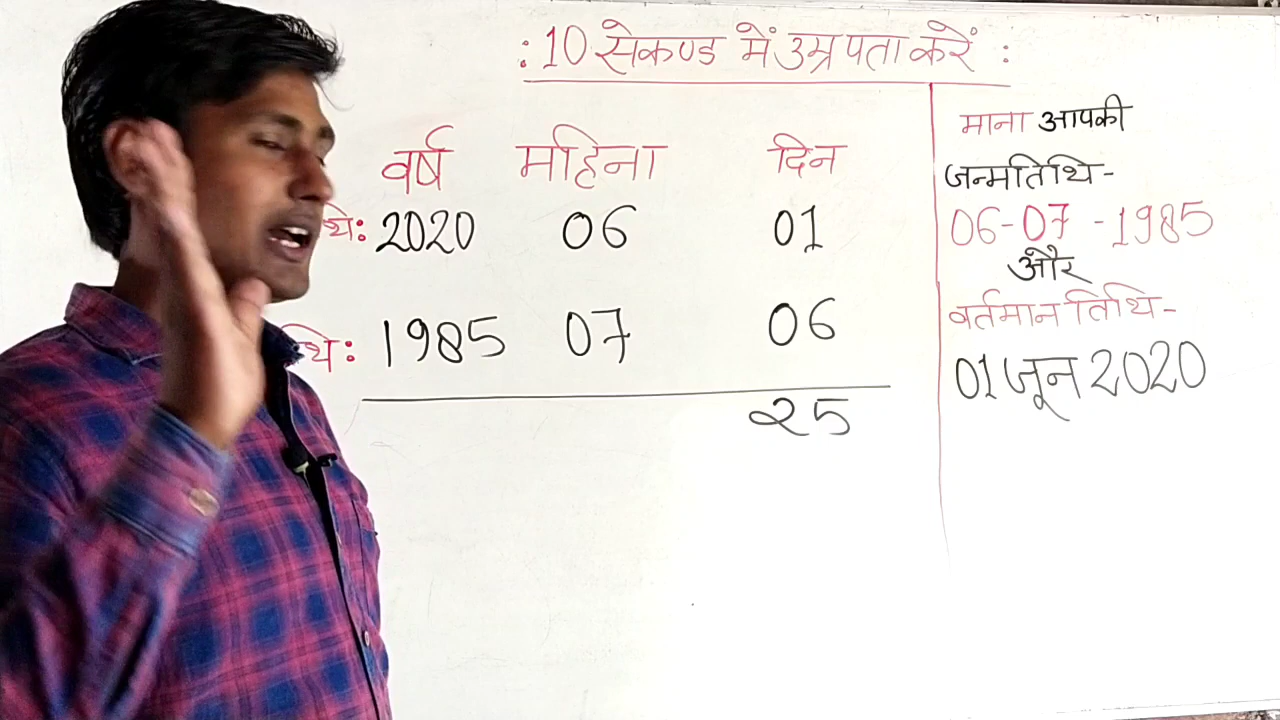 : 10 सेकण्ड में उम्र पता करें :
वर्ष महिना दिन
2020 06 01
1985 07 06
25
माना आपकी
जन्मतिथि-
06-07-1985
और
वर्तमान तिथि-
01 जून 2020